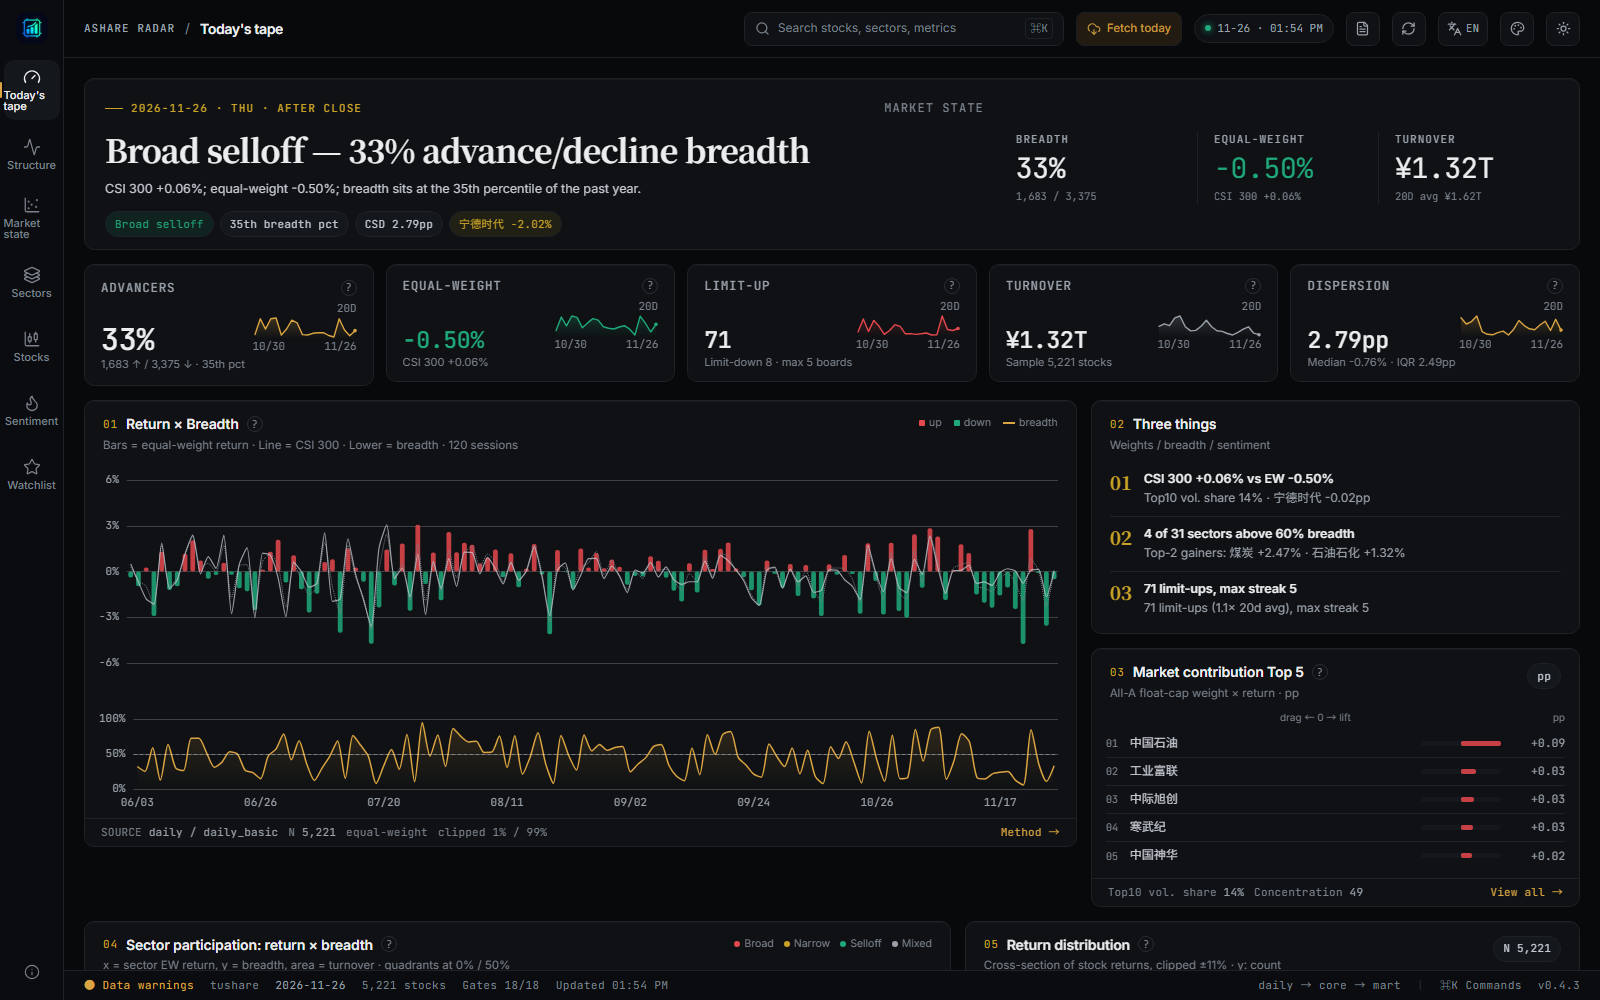 ASHARE RADAR / Today's tape
Search stocks, sectors, metrics ⌘K
Fetch today
11-26 · 01:54 PM
EN
Today's tape
Structure
Market state
Sectors
Stocks
Sentiment
Watchlist
2026-11-26 · THU · AFTER CLOSE
Broad selloff — 33% advance/decline breadth
CSI 300 +0.06%; equal-weight -0.50%; breadth sits at the 35th percentile of the past year.
Broad selloff
35th breadth pct
CSD 2.79pp
宁德时代 -2.02%
MARKET STATE
BREADTH
33%
1,683 / 3,375
EQUAL-WEIGHT
-0.50%
CSI 300 +0.06%
TURNOVER
¥1.32T
20D avg ¥1.62T
ADVANCERS ?
20D
33%
10/30 11/26
1,683 ↑ / 3,375 ↓ · 35th pct
EQUAL-WEIGHT ?
20D
-0.50%
10/30 11/26
CSI 300 +0.06%
LIMIT-UP ?
20D
71
10/30 11/26
Limit-down 8 · max 5 boards
TURNOVER ?
20D
¥1.32T
10/30 11/26
Sample 5,221 stocks
DISPERSION ?
20D
2.79pp
10/30 11/26
Median -0.76% · IQR 2.49pp
01 Return × Breadth ?
up down breadth
Bars = equal-weight return · Line = CSI 300 · Lower = breadth · 120 sessions
6%
3%
0%
-3%
-6%
100%
50%
0%
06/03 06/26 07/20 08/11 09/02 09/24 10/26 11/17
SOURCE daily / daily_basic N 5,221 equal-weight clipped 1% / 99%
Method →
02 Three things
Weights / breadth / sentiment
01 CSI 300 +0.06% vs EW -0.50%
Top10 vol. share 14% · 宁德时代 -0.02pp
02 4 of 31 sectors above 60% breadth
Top-2 gainers: 煤炭 +2.47% · 石油石化 +1.32%
03 71 limit-ups, max streak 5
71 limit-ups (1.1× 20d avg), max streak 5
03 Market contribution Top 5 ?
pp
All-A float-cap weight × return · pp
drag ← 0 → lift pp
01 中国石油 +0.09
02 工业富联 +0.03
03 中际旭创 +0.03
04 寒武纪 +0.03
05 中国神华 +0.02
Top10 vol. share 14% Concentration 49
View all →
04 Sector participation: return × breadth ?
Broad Narrow Selloff Mixed
x = sector EW return, y = breadth, area = turnover · quadrants at 0% / 50%
05 Return distribution ?
N 5,221
Cross-section of stock returns, clipped ±11% · y: count
Data warnings tushare 2026-11-26 5,221 stocks Gates 18/18 Updated 01:54 PM
daily → core → mart | ⌘K Commands v0.4.3